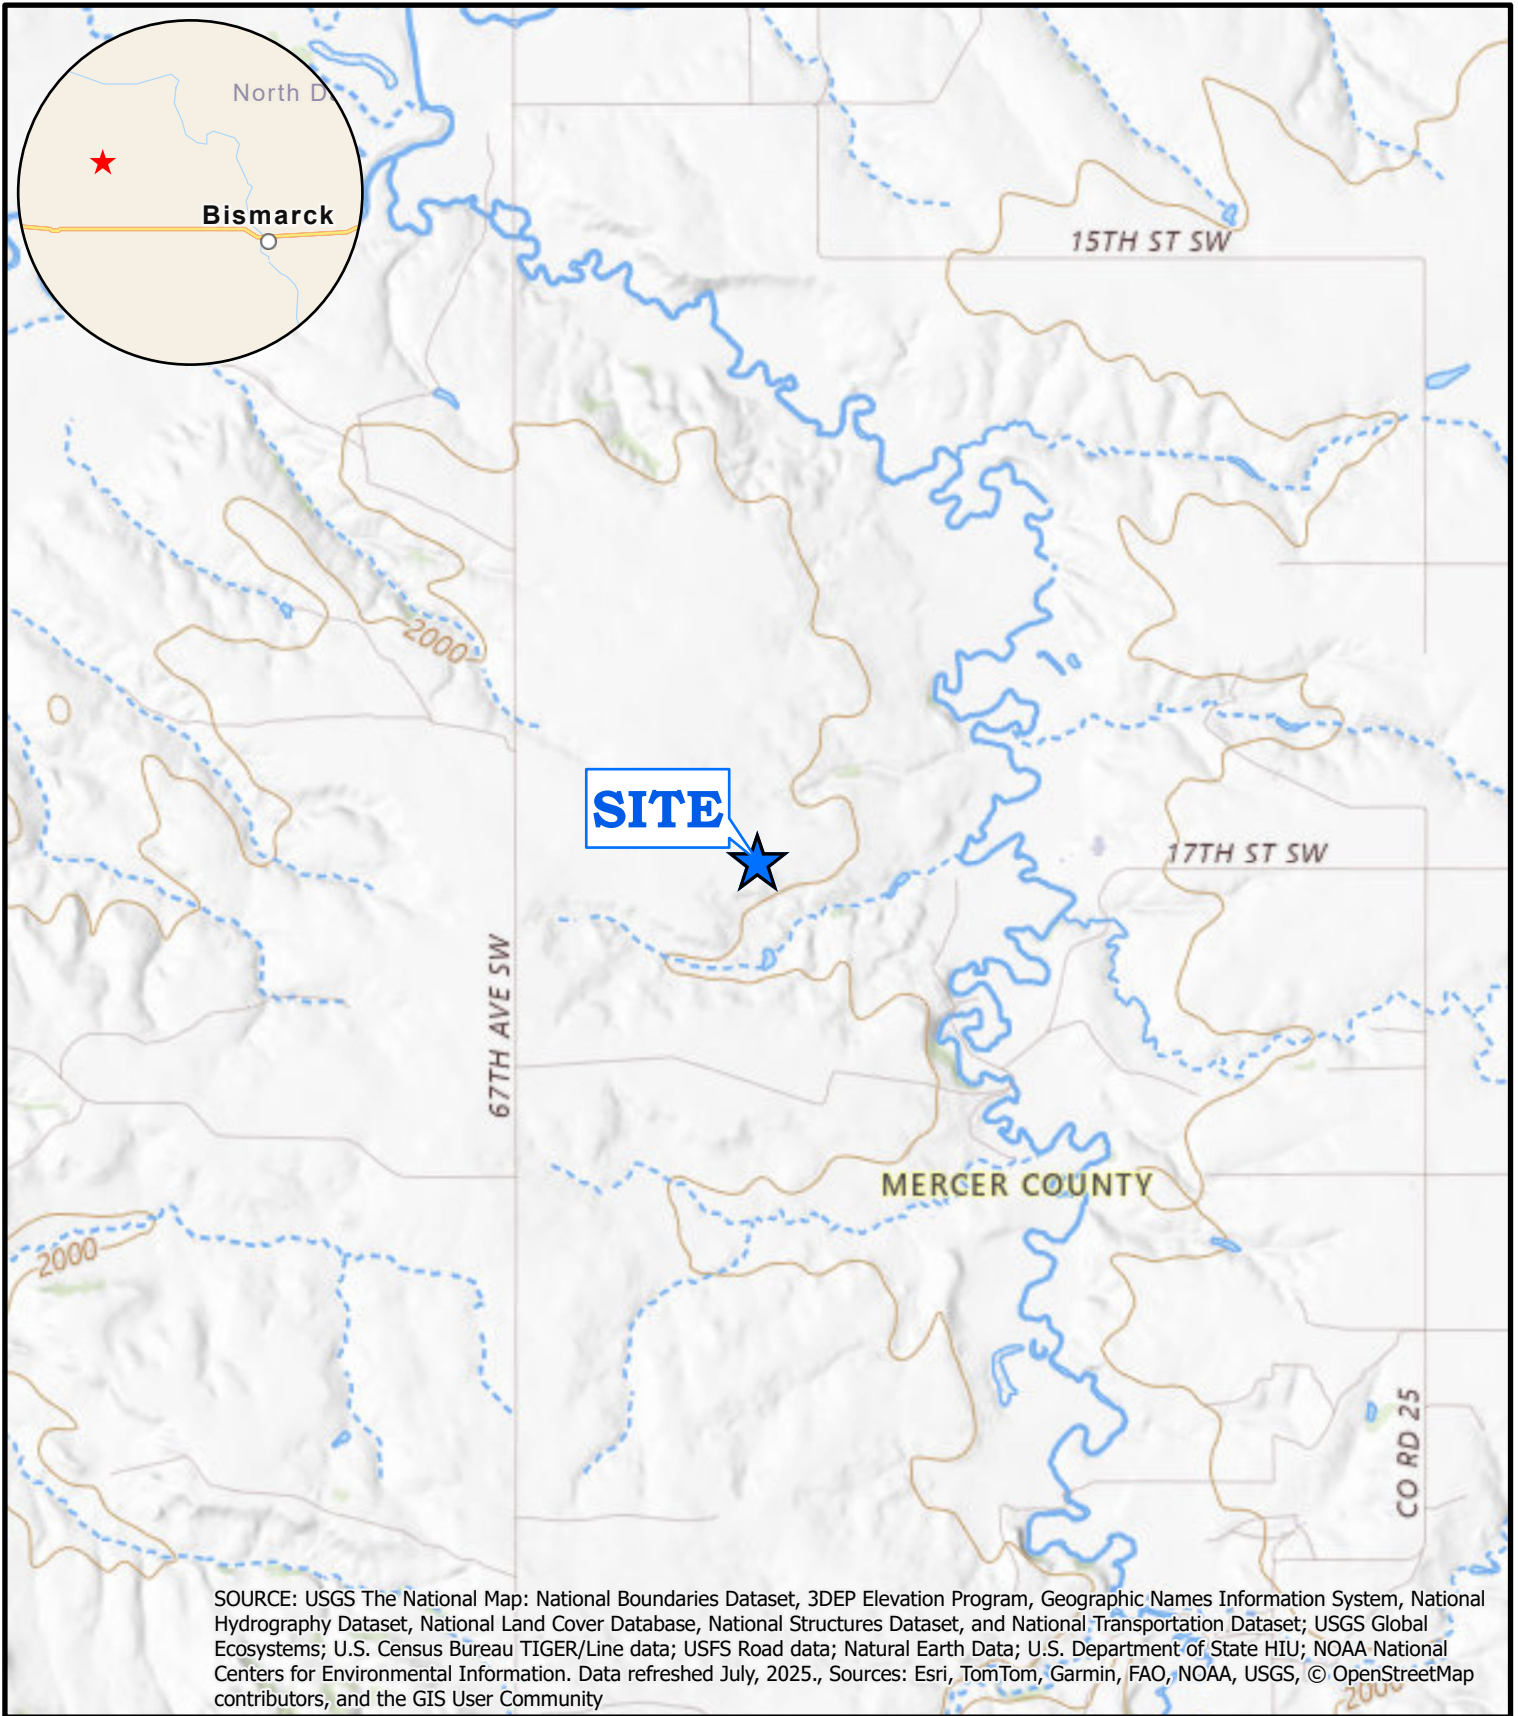 North D
Bismarck
15TH ST SW
2000
SITE
17TH ST SW
67TH AVE SW
MERCER COUNTY
2000
CO RD 25
SOURCE: USGS The National Map: National Boundaries Dataset, 3DEP Elevation Program, Geographic Names Information System, National
Hydrography Dataset, National Land Cover Database, National Structures Dataset, and National Transportation Dataset; USGS Global
Ecosystems; U.S. Census Bureau TIGER/Line data; USFS Road data; Natural Earth Data; U.S. Department of State HIU; NOAA National
Centers for Environmental Information. Data refreshed July, 2025., Sources: Esri, TomTom, Garmin, FAO, NOAA, USGS, © OpenStreetMap
contributors, and the GIS User Community
2000